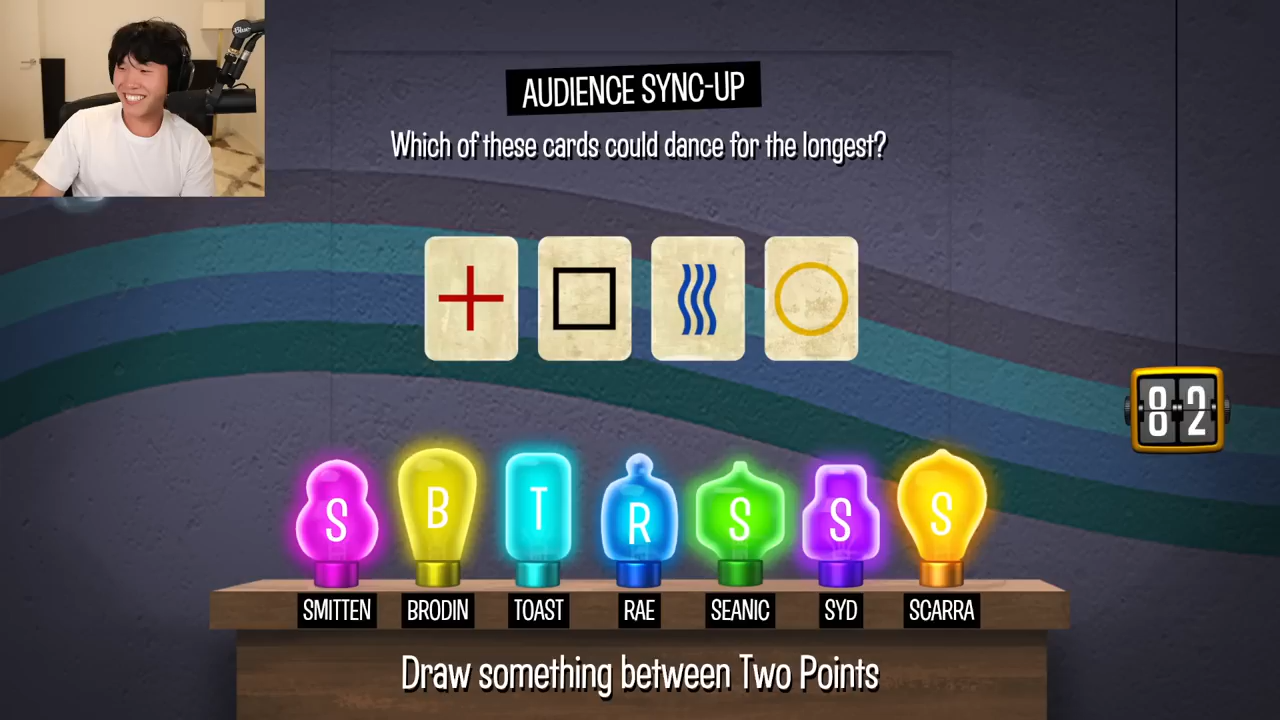 AUDIENCE SYNC-UP
Which of these cards could dance for the longest?
82
S B T R S S S
SMITTEN BRODIN TOAST RAE SEANIC SYD SCARRA
Draw something between Two Points